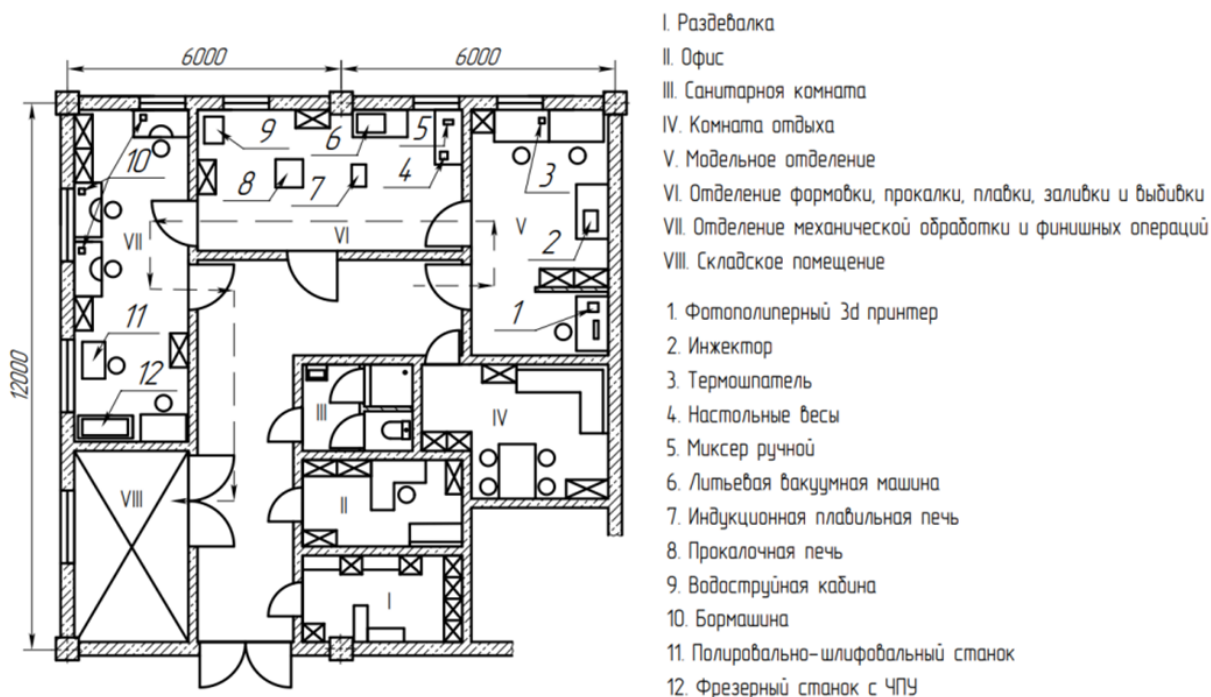 6000
6000
12000
I
II
III
IV
V
VI
VII
VIII
1
2
3
4
5
6
7
8
9
10
11
12
I. Раздевалка
II. Офис
III. Санитарная комната
IV. Комната отдыха
V. Модельное отделение
VI. Отделение формовки, прокалки, плавки, заливки и выбивки
VII. Отделение механической обработки и финишных операций
VIII. Складское помещение
1. Фотополиперный 3d принтер
2. Инжектор
3. Термошпатель
4. Настольные весы
5. Миксер ручной
6. Литьевая вакуумная машина
7. Индукционная плавильная печь
8. Прокалочная печь
9. Водоструйная кабина
10. Бормашина
11. Полировально-шлифовальный станок
12. Фрезерный станок с ЧПУ